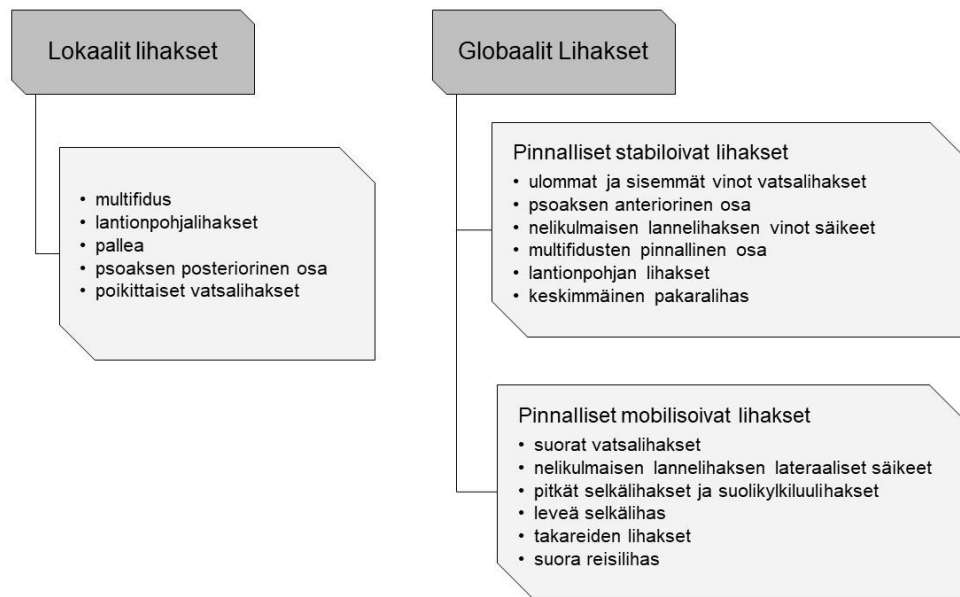 Lokaalit lihakset
• multifidus
• lantionpohjalihakset
• pallea
• psoaksen posteriorinen osa
• poikittaiset vatsalihakset
Globaalit Lihakset
Pinnalliset stabiloivat lihakset
• ulommat ja sisemmät vinot vatsalihakset
• psoaksen anteriorinen osa
• nelikulmaisen lannelihaksen vinot säikeet
• multifidusten pinnallinen osa
• lantionpohjan lihakset
• keskimmäinen pakaralihas
Pinnalliset mobilisoivat lihakset
• suorat vatsalihakset
• nelikulmaisen lannelihaksen lateraaliset säikeet
• pitkät selkälihakset ja suolikylkiluulihakset
• leveä selkälihas
• takareiden lihakset
• suora reisilihas